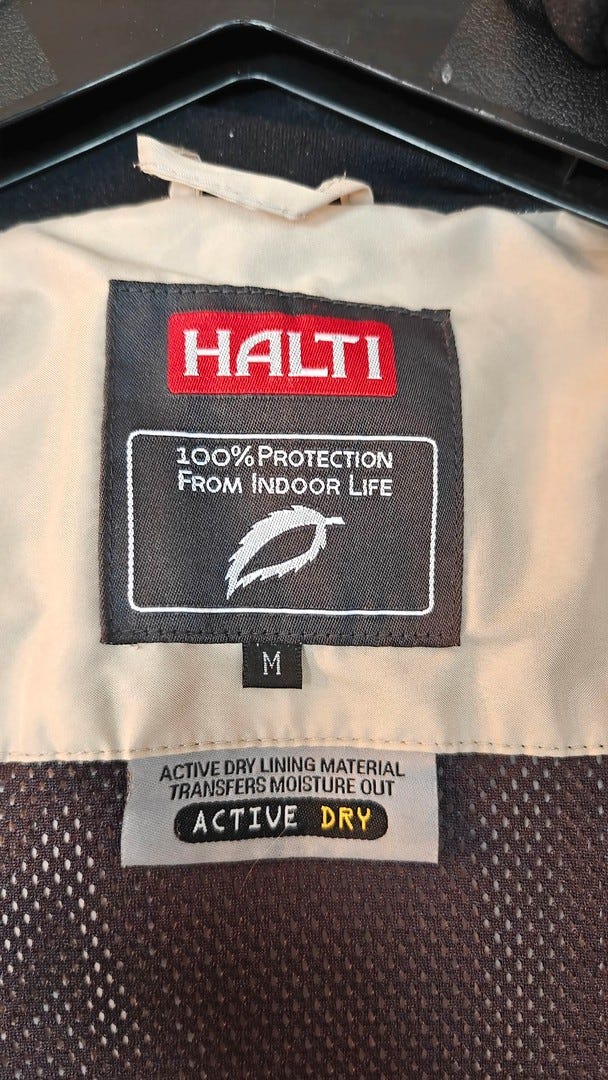 HALTI
100% PROTECTION
FROM INDOOR LIFE
M
ACTIVE DRY LINING MATERIAL
TRANSFERS MOISTURE OUT
ACTIVE DRY